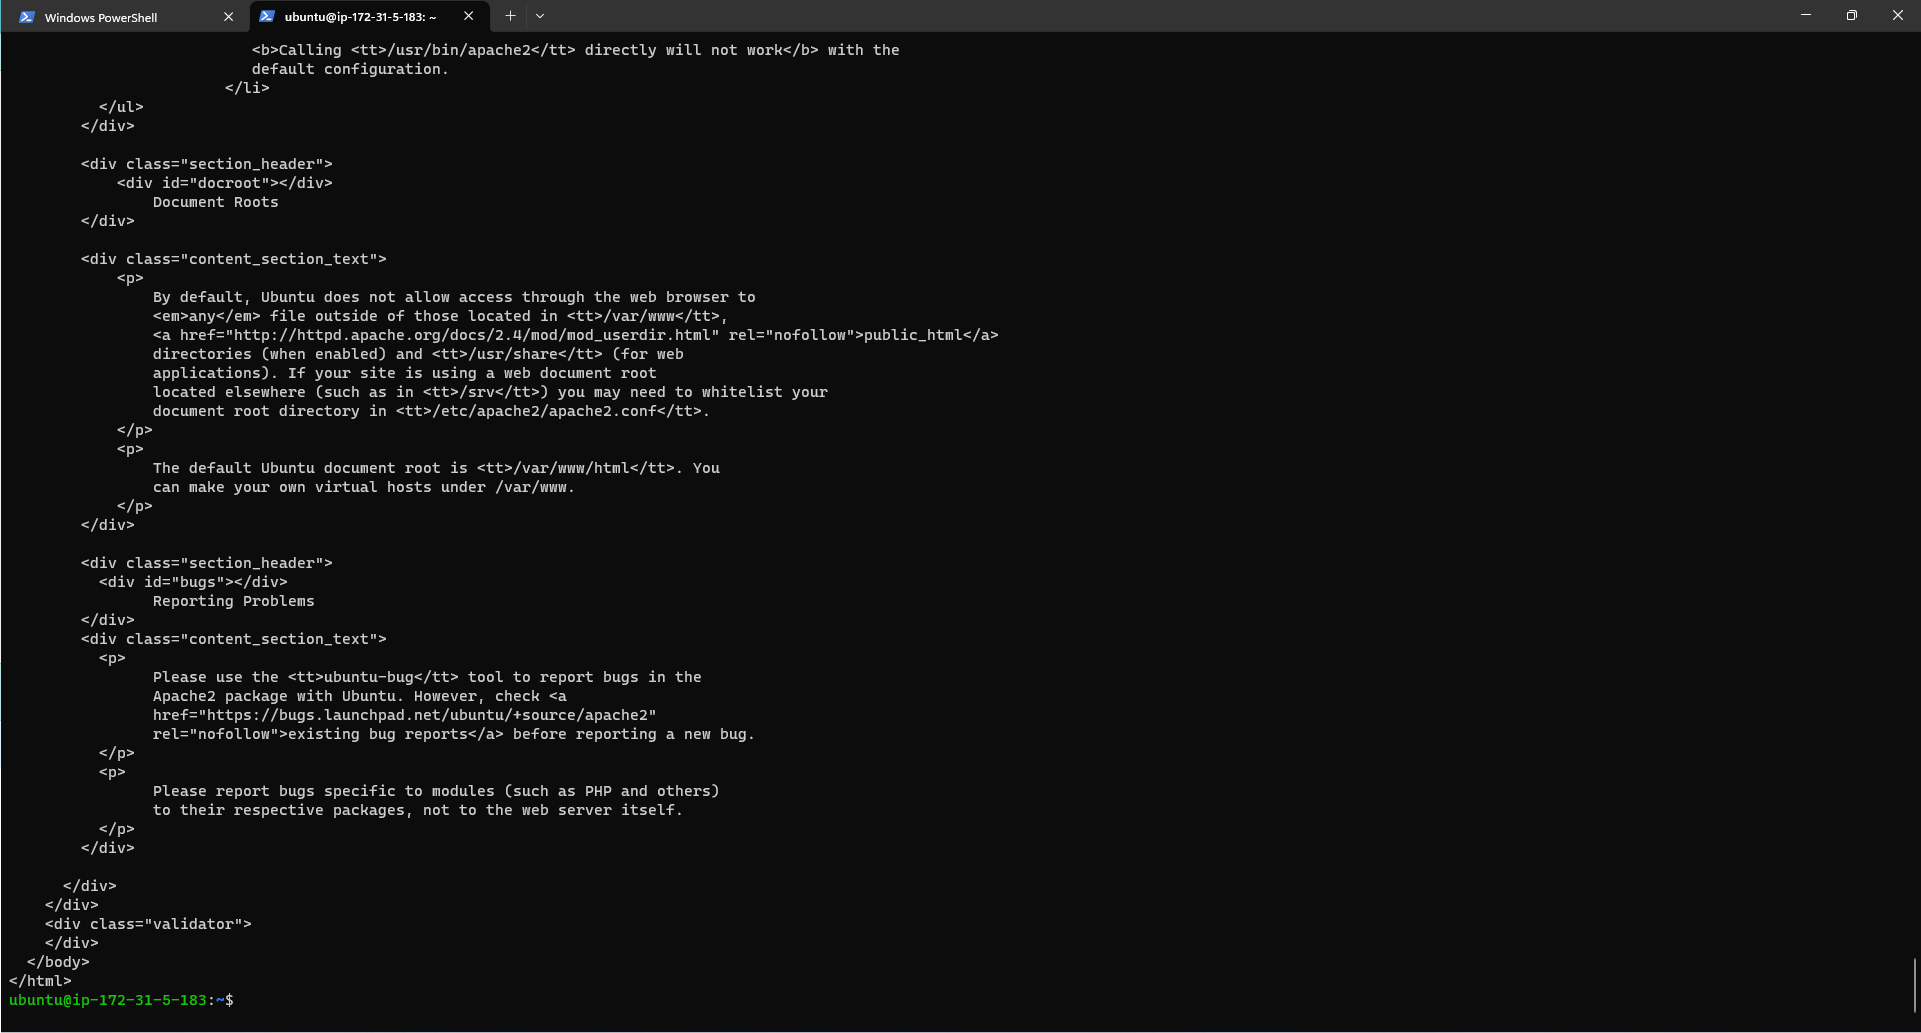 Windows PowerShell
ubuntu@ip-172-31-5-183: ~
<b>Calling <tt>/usr/bin/apache2</tt> directly will not work</b> with the
default configuration.
</li>
</ul>
</div>
<div class="section_header">
<div id="docroot"></div>
Document Roots
</div>
<div class="content_section_text">
<p>
By default, Ubuntu does not allow access through the web browser to
<em>any</em> file outside of those located in <tt>/var/www</tt>,
<a href="http://httpd.apache.org/docs/2.4/mod/mod_userdir.html" rel="nofollow">public_html</a>
directories (when enabled) and <tt>/usr/share</tt> (for web
applications). If your site is using a web document root
located elsewhere (such as in <tt>/srv</tt>) you may need to whitelist your
document root directory in <tt>/etc/apache2/apache2.conf</tt>.
</p>
<p>
The default Ubuntu document root is <tt>/var/www/html</tt>. You
can make your own virtual hosts under /var/www.
</p>
</div>
<div class="section_header">
<div id="bugs"></div>
Reporting Problems
</div>
<div class="content_section_text">
<p>
Please use the <tt>ubuntu-bug</tt> tool to report bugs in the
Apache2 package with Ubuntu. However, check <a
href="https://bugs.launchpad.net/ubuntu/+source/apache2"
rel="nofollow">existing bug reports</a> before reporting a new bug.
</p>
<p>
Please report bugs specific to modules (such as PHP and others)
to their respective packages, not to the web server itself.
</p>
</div>
</div>
</div>
<div class="validator">
</div>
</body>
</html>
ubuntu@ip-172-31-5-183:~$